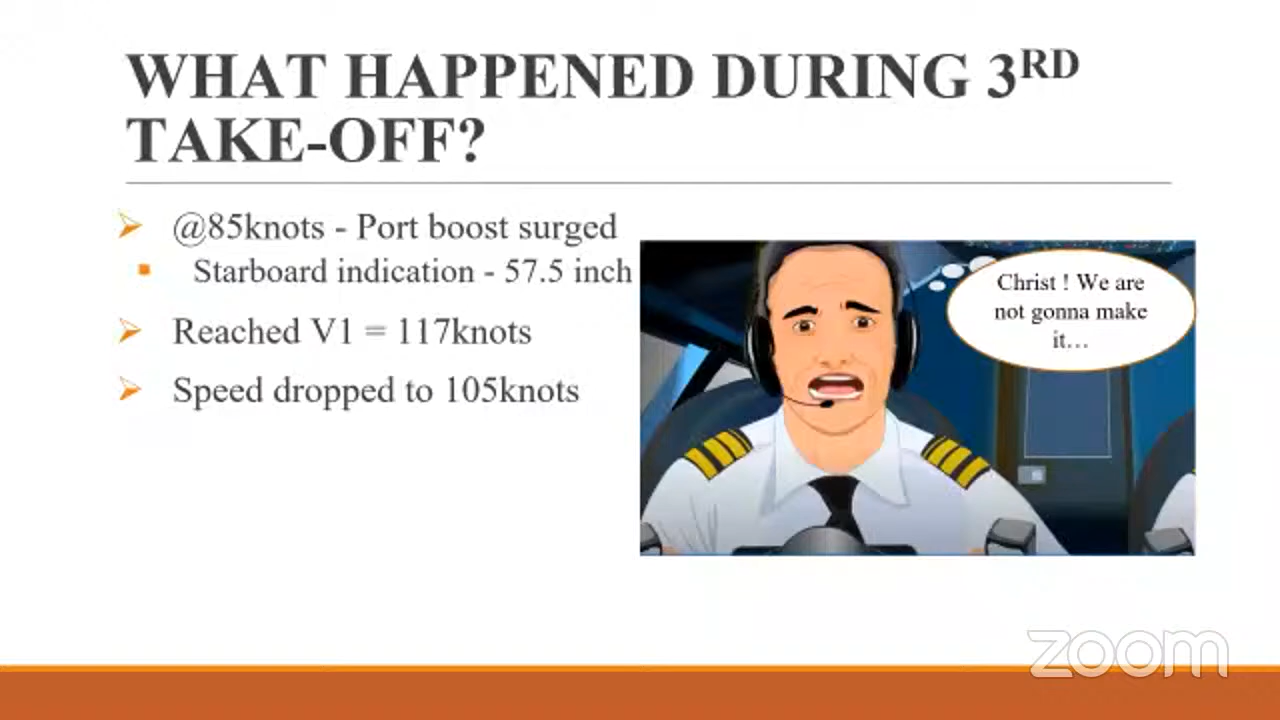 WHAT HAPPENED DURING 3RD
TAKE-OFF?
@85knots - Port boost surged
Starboard indication - 57.5 inch
Reached V1 = 117knots
Speed dropped to 105knots
Christ ! We are
not gonna make
it…
zoom